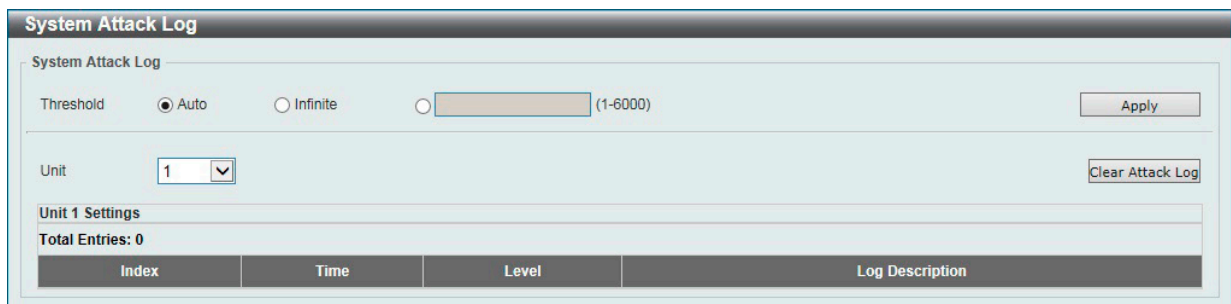 System Attack Log
System Attack Log
Threshold Auto Infinite (1-6000) Apply
Unit 1 Clear Attack Log
Unit 1 Settings
Total Entries: 0
Index Time Level Log Description